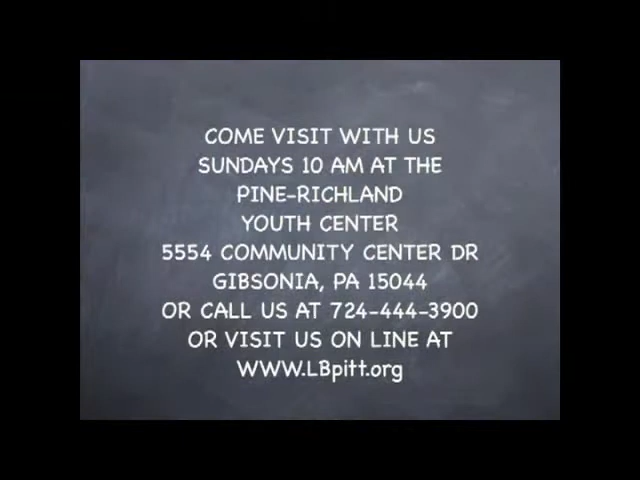 COME VISIT WITH US
SUNDAYS 10 AM AT THE
PINE-RICHLAND
YOUTH CENTER
5554 COMMUNITY CENTER DR
GIBSONIA, PA 15044
OR CALL US AT 724-444-3900
OR VISIT US ON LINE AT
WWW.LBpitt.org